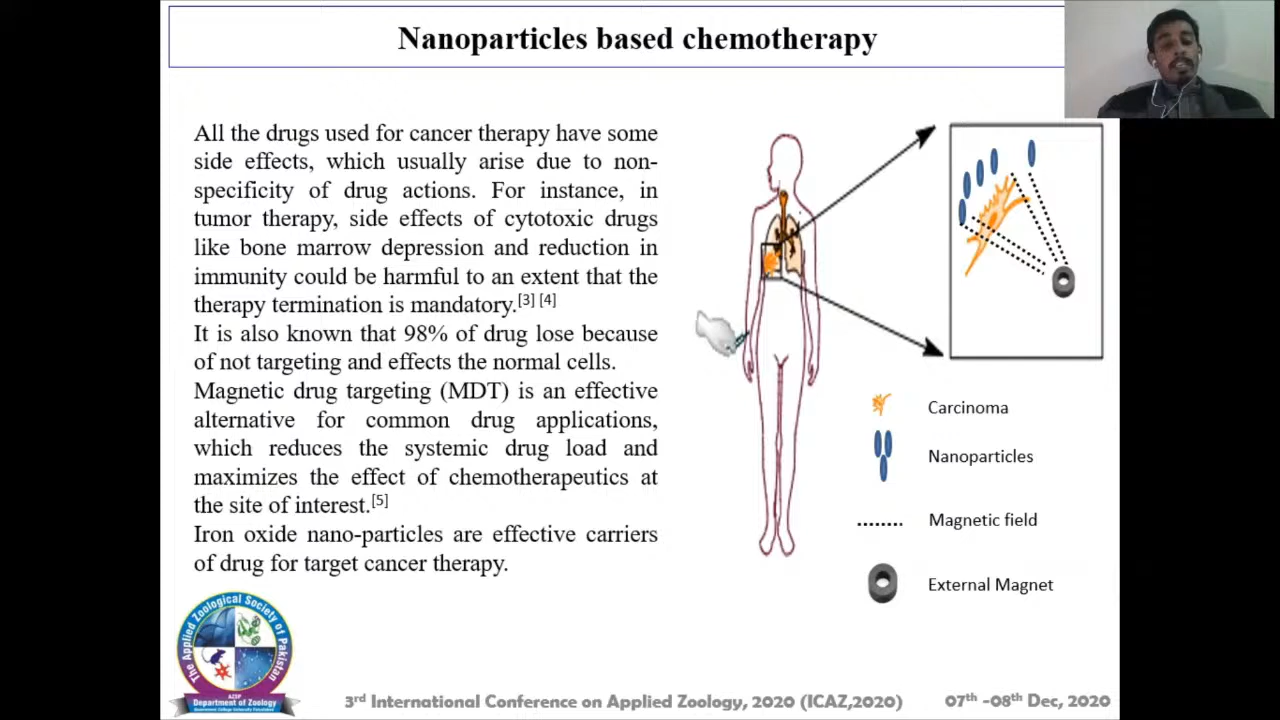 Nanoparticles based chemotherapy
All the drugs used for cancer therapy have some
side effects, which usually arise due to non-
specificity of drug actions. For instance, in
tumor therapy, side effects of cytotoxic drugs
like bone marrow depression and reduction in
immunity could be harmful to an extent that the
therapy termination is mandatory.[3] [4]
It is also known that 98% of drug lose because
of not targeting and effects the normal cells.
Magnetic drug targeting (MDT) is an effective
alternative for common drug applications,
which reduces the systemic drug load and
maximizes the effect of chemotherapeutics at
the site of interest.[5]
Iron oxide nano-particles are effective carriers
of drug for target cancer therapy.
Carcinoma
Nanoparticles
Magnetic field
External Magnet
The Applied Zoological Society of Pakistan
Department of Zoology
3rd International Conference on Applied Zoology, 2020 (ICAZ,2020)
07th -08th Dec, 2020